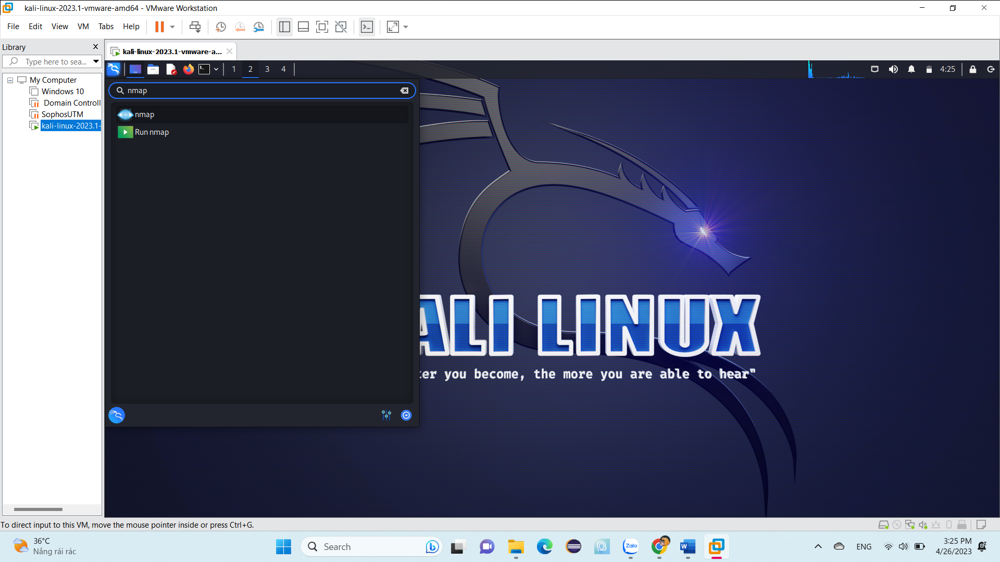 kali-linux-2023.1-vmware-amd64 - VMware Workstation
File Edit View VM Tabs Help
Library
Type here to sea...
kali-linux-2023.1-vmware-a...
1 2 3 4
4:25
My Computer
Windows 10
Domain Controll
SophosUTM
kali-linux-2023.1-
nmap
nmap
Run nmap
ALI LINUX
ter you become, the more you are able to hear"
To direct input to this VM, move the mouse pointer inside or press Ctrl+G.
36°C
Nắng rải rác
Search
Zalo
W
ENG
3:25 PM
4/26/2023